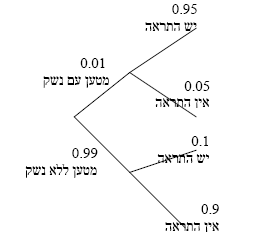 0.95
יש התראה
0.01
מטען עם נשק
0.05
אין התראה
0.1
יש התראה
0.99
מטען ללא נשק
0.9
אין התראה